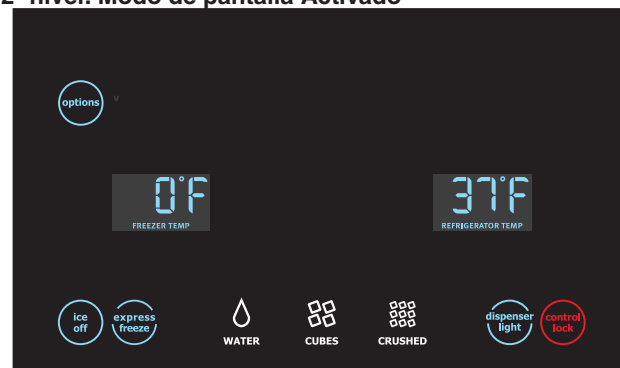 2° nivel: Modo de pantalla Activado
options v
0°F
FREEZER TEMP
37°F
REFRIGERATOR TEMP
ice
off
express
freeze
WATER
CUBES
CRUSHED
dispenser
light
control
lock